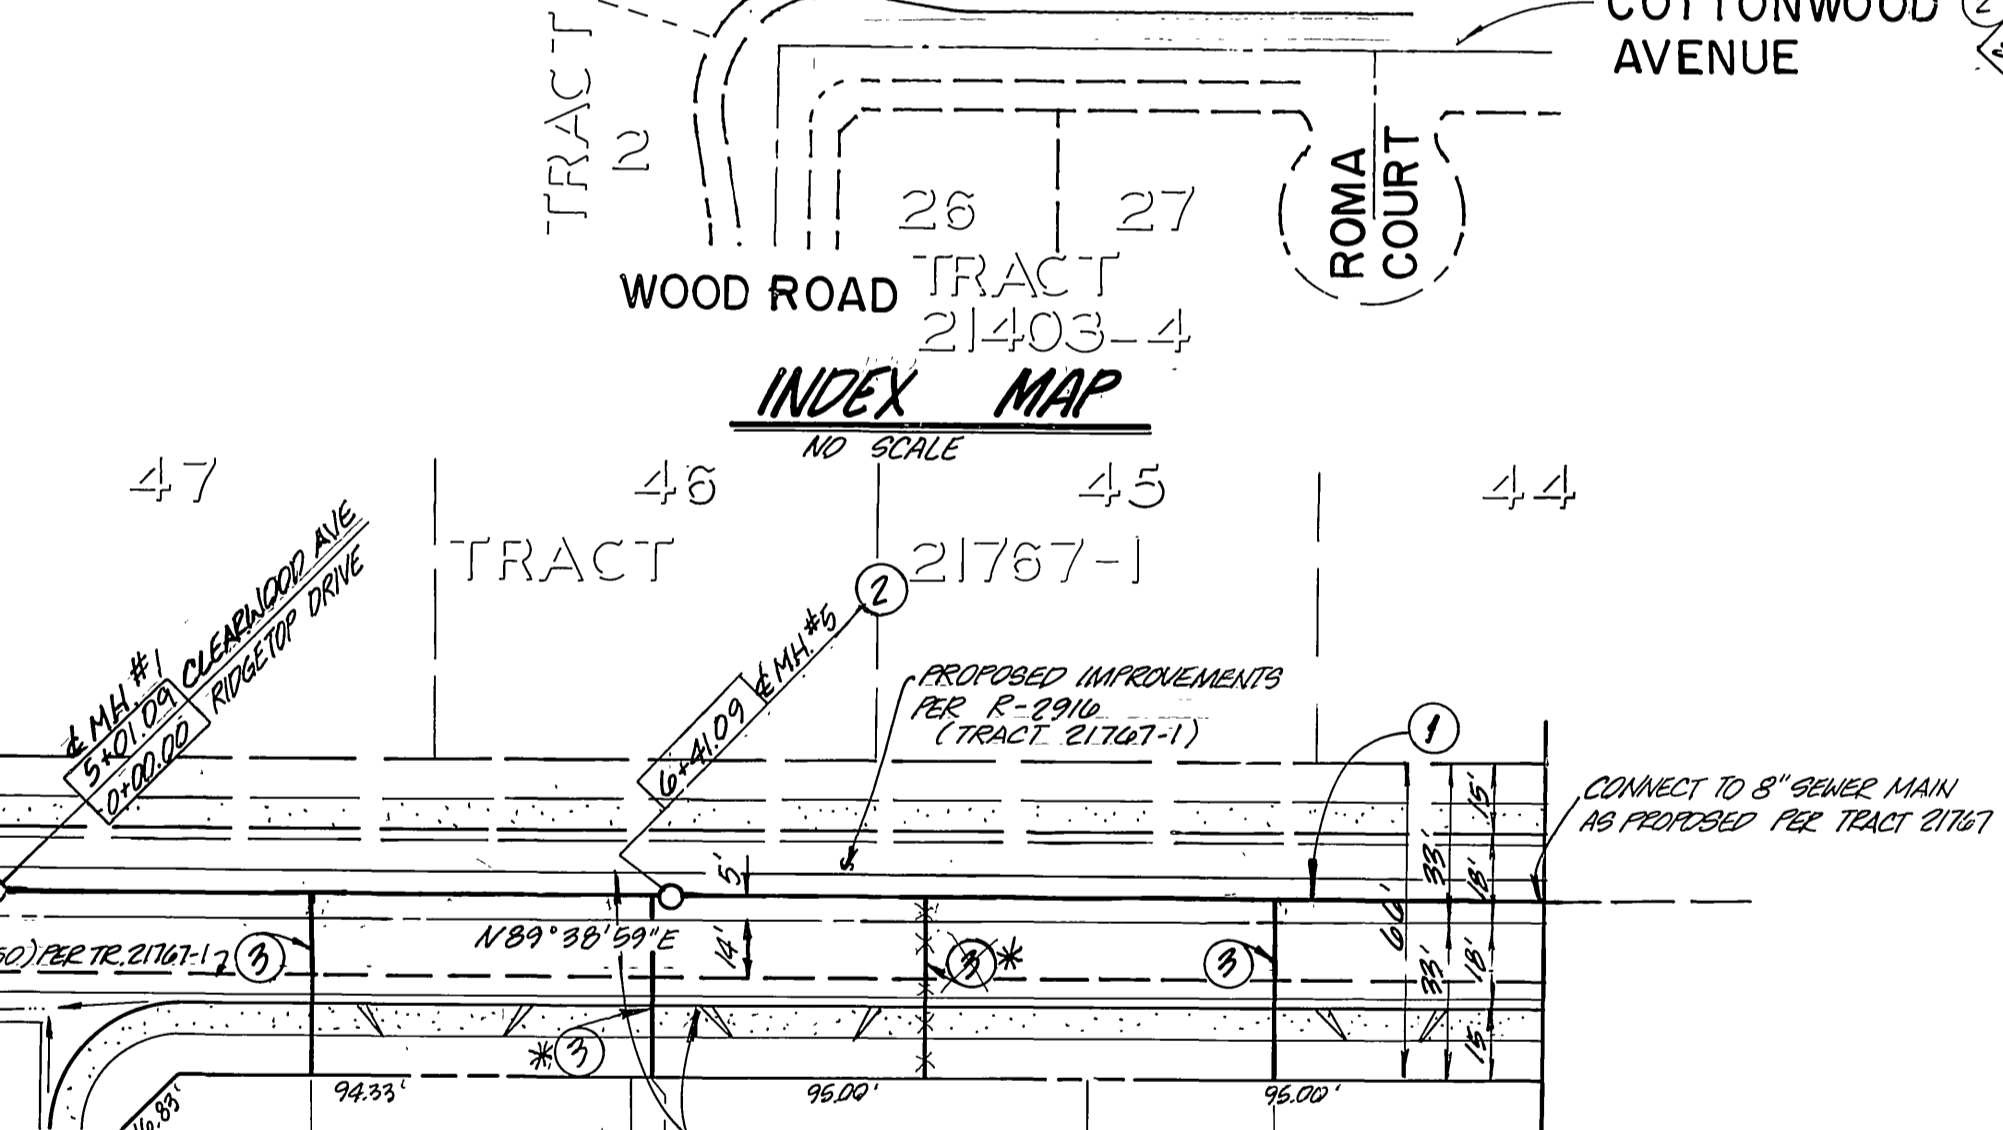 COTTONWOOD
AVENUE
2
TRACT
2
26
27
ROMA
COURT
WOOD ROAD
TRACT
21403-4
INDEX MAP
NO SCALE
47
46
45
44
TRACT
21767-1
2
℄ MH. #1 CLEARWOOD AVE
5+01.09
0+00.00 RIDGETOP DRIVE
6+41.09
℄ MH. #5
PROPOSED IMPROVEMENTS
PER R-2916
(TRACT 21767-1)
1
CONNECT TO 8" SEWER MAIN
AS PROPOSED PER TRACT 21767
5'
14'
N89°38'59"E
PER TR. 21767-1
3
3 *
3
* 3
66'
33'
33'
15'
18'
18'
15'
94.33'
95.00'
95.00'